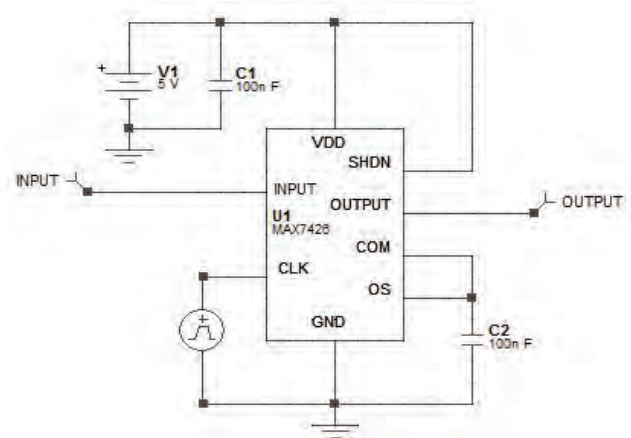 V1
5 V
C1
100n F
VDD
SHDN
INPUT
INPUT
OUTPUT
OUTPUT
U1
MAX7426
COM
CLK
OS
GND
C2
100n F